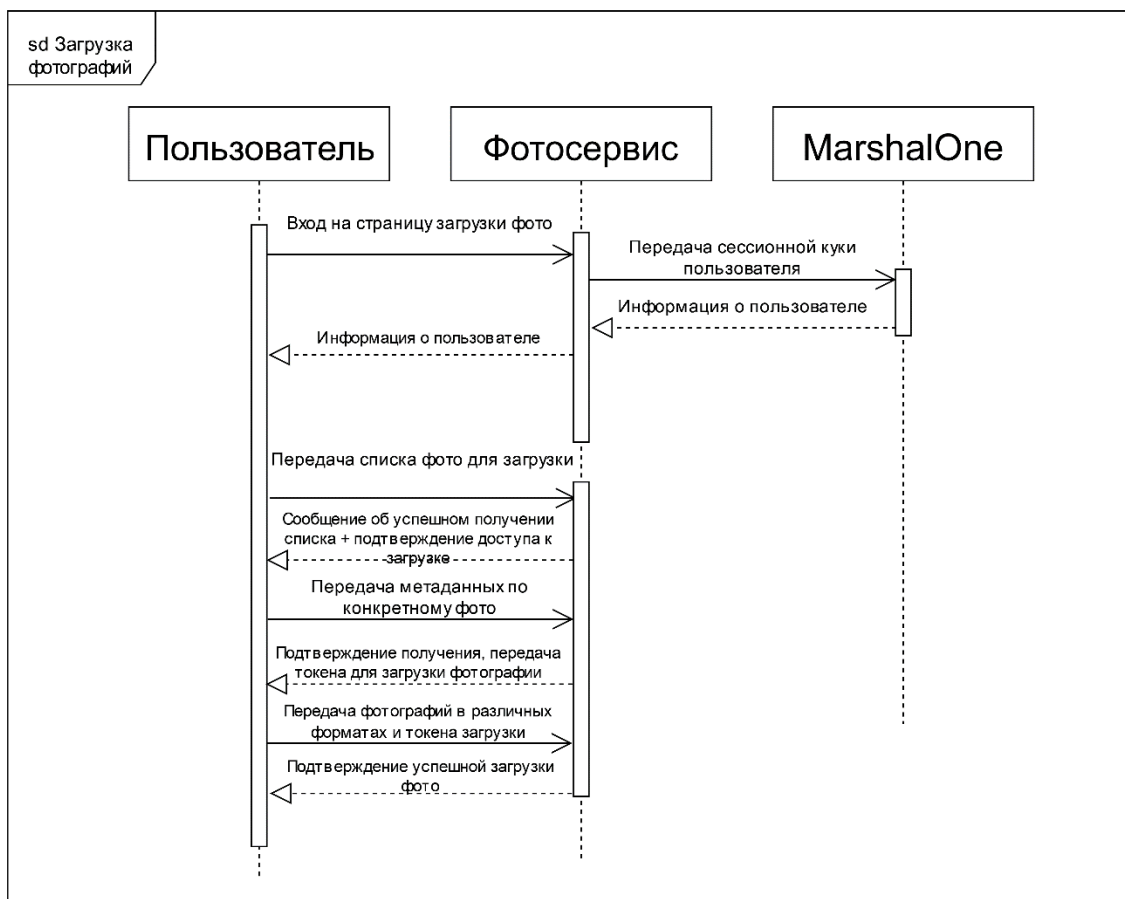 sd Загрузка
фотографий
Пользователь
Фотосервис
MarshalOne
Вход на страницу загрузки фото
Передача сессионной куки
пользователя
Информация о пользователе
Информация о пользователе
Передача списка фото для загрузки
Сообщение об успешном получении
списка + подтверждение доступа к
загрузке
Передача метаданных по
конкретному фото
Подтверждение получения, передача
токена для загрузки фотографии
Передача фотографий в различных
форматах и токена загрузки
Подтверждение успешной загрузки
фото